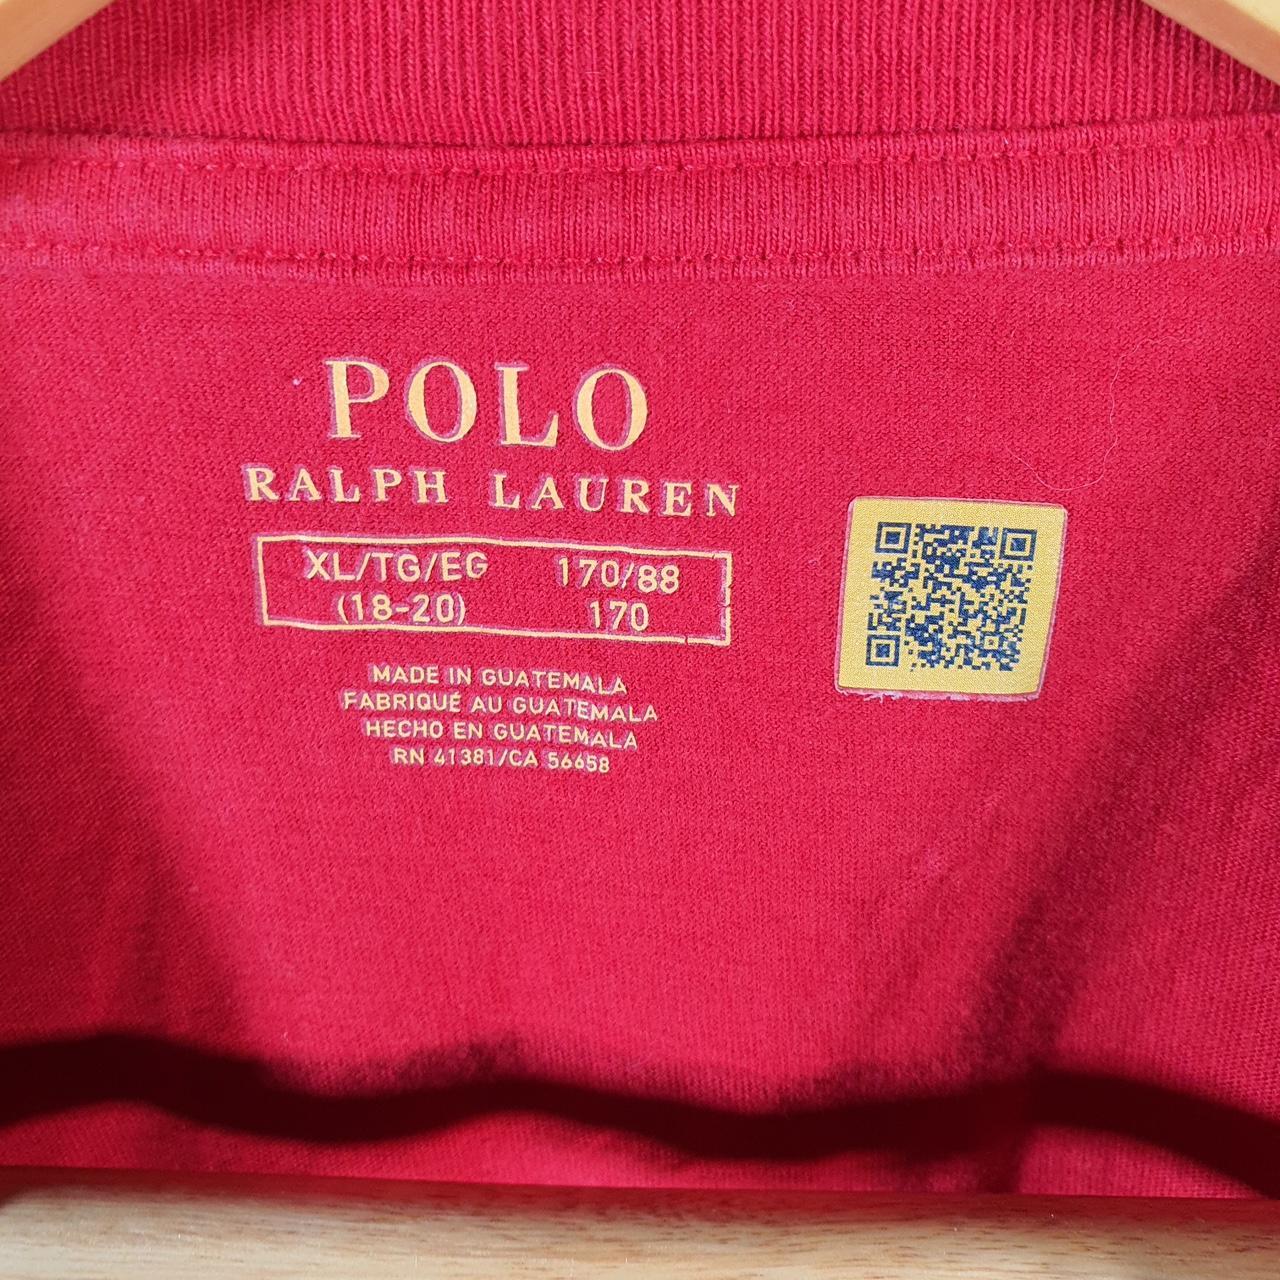 POLO
RALPH LAUREN
XL/TG/EG 170/88
(18-20) 170
MADE IN GUATEMALA
FABRIQUÉ AU GUATEMALA
HECHO EN GUATEMALA
RN 41381/CA 56658